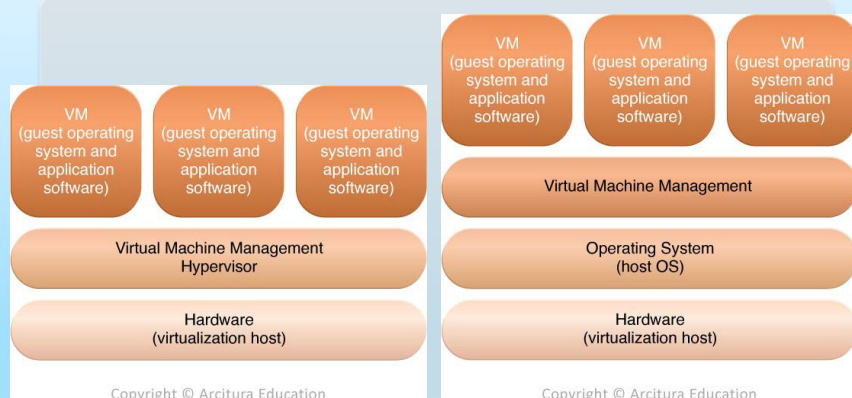 VM
(guest operating
system and
application
software)
VM
(guest operating
system and
application
software)
VM
(guest operating
system and
application
software)
Virtual Machine Management
Hypervisor
Hardware
(virtualization host)
Copyright © Arcitura Education
VM
(guest operating
system and
application
software)
VM
(guest operating
system and
application
software)
VM
(guest operating
system and
application
software)
Virtual Machine Management
Operating System
(host OS)
Hardware
(virtualization host)
Copyright © Arcitura Education